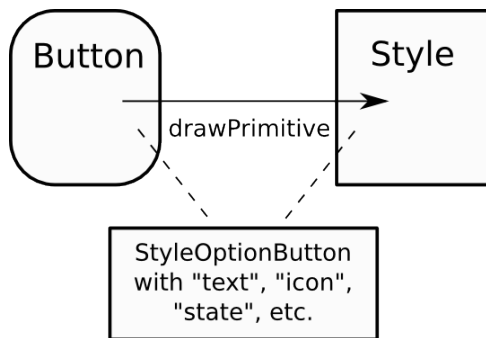 Button
Style
drawPrimitive
StyleOptionButton
with "text", "icon",
"state", etc.